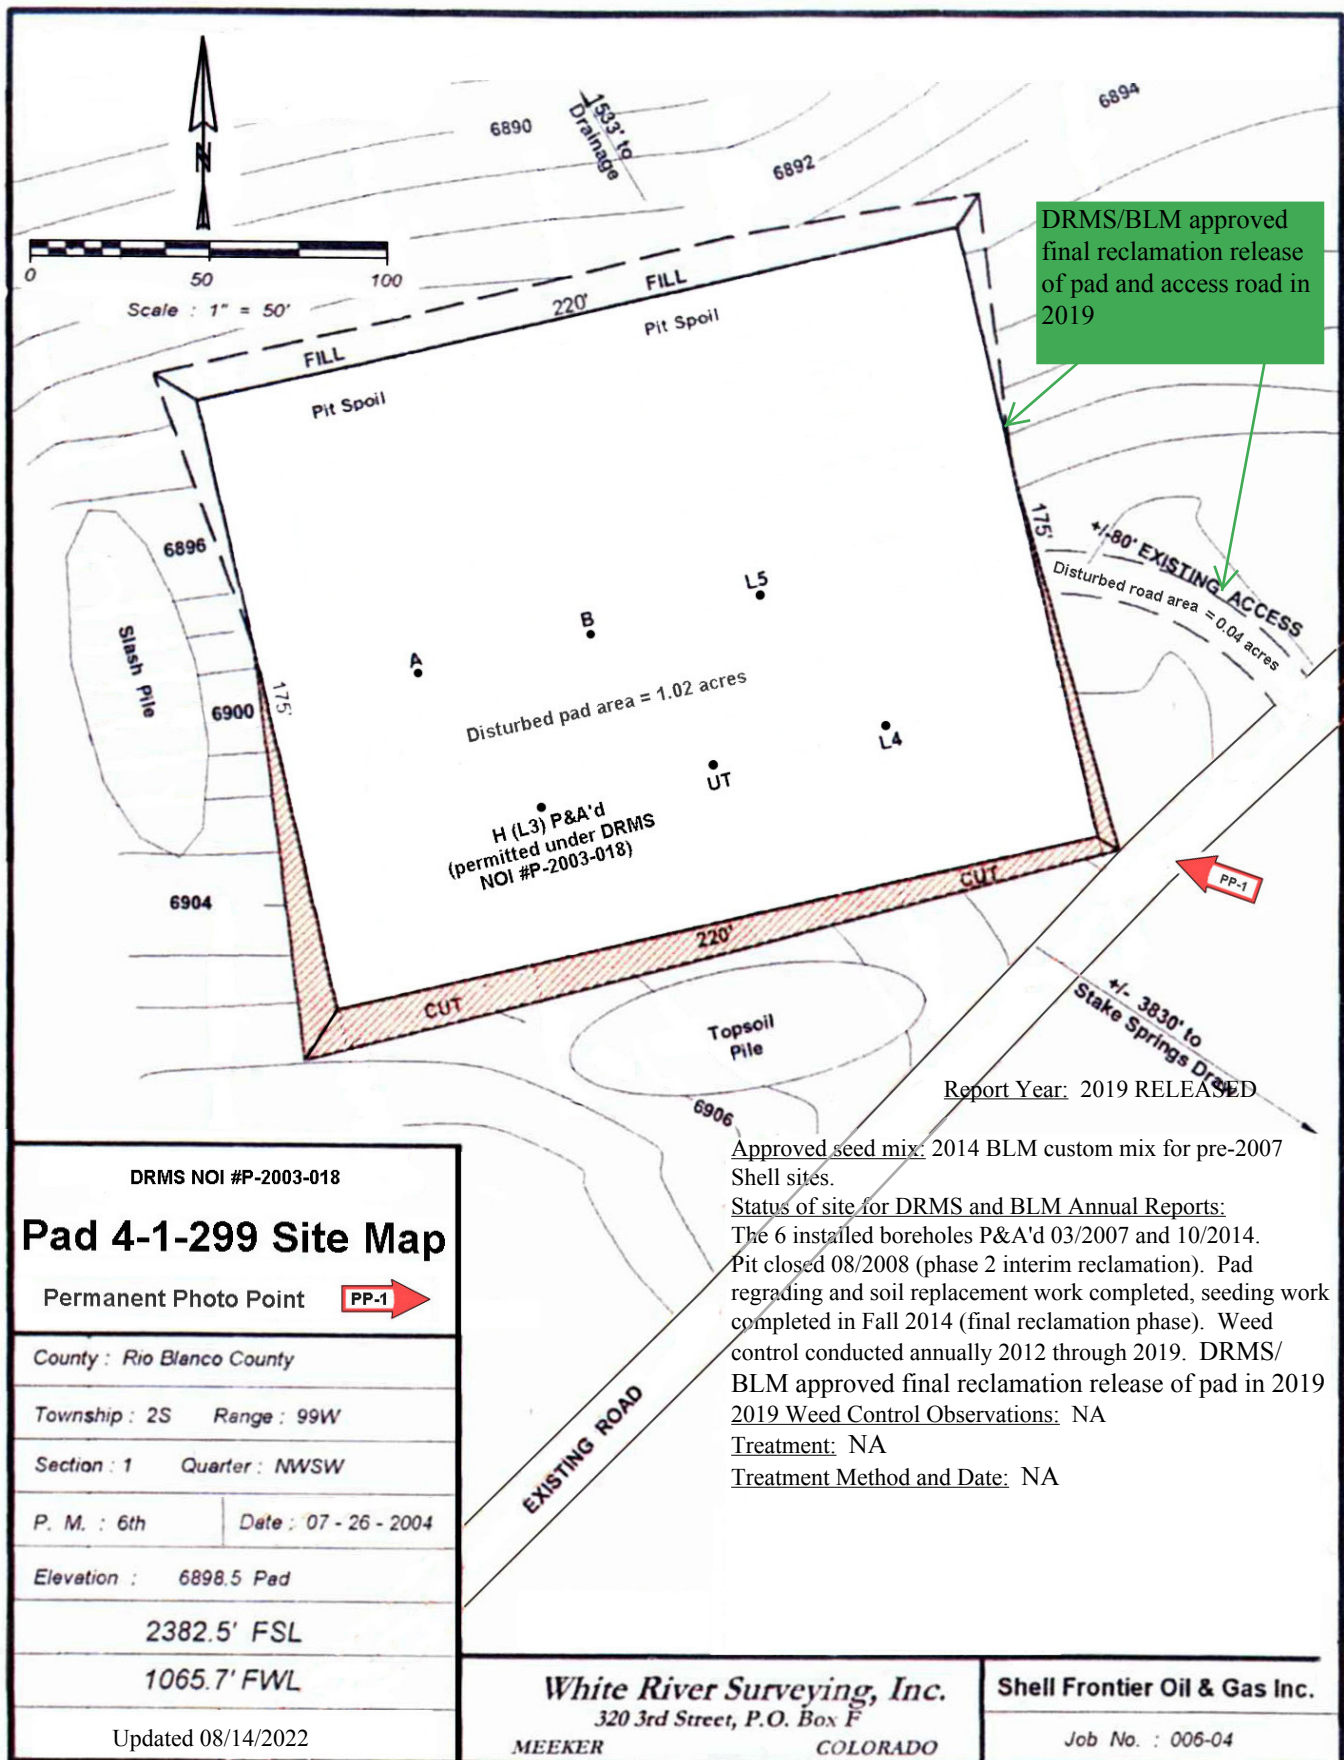 6890
1533' to
Drainage
6892
6894
N
0
50
100
Scale : 1" = 50'
DRMS/BLM approved
final reclamation release
of pad and access road in
2019
FILL
220'
FILL
Pit Spoil
Pit Spoil
175'
+/-80' EXISTING ACCESS
Disturbed road area = 0.04 acres
6896
Slash Pile
6900
175'
6904
A
B
L5
Disturbed pad area = 1.02 acres
L4
UT
H (L3) P&A'd
(permitted under DRMS
NOI #P-2003-018)
CUT
220'
CUT
PP-1
Topsoil
Pile
+/- 3830' to
Stake Springs Draw
6906
Report Year: 2019 RELEASED
Approved seed mix: 2014 BLM custom mix for pre-2007
Shell sites.
Status of site for DRMS and BLM Annual Reports:
The 6 installed boreholes P&A'd 03/2007 and 10/2014.
Pit closed 08/2008 (phase 2 interim reclamation). Pad
regrading and soil replacement work completed, seeding work
completed in Fall 2014 (final reclamation phase). Weed
control conducted annually 2012 through 2019. DRMS/
BLM approved final reclamation release of pad in 2019
2019 Weed Control Observations: NA
Treatment: NA
Treatment Method and Date: NA
EXISTING ROAD
DRMS NOI #P-2003-018
Pad 4-1-299 Site Map
Permanent Photo Point PP-1
County : Rio Blanco County
Township : 2S Range : 99W
Section : 1 Quarter : NWSW
P. M. : 6th Date : 07 - 26 - 2004
Elevation : 6898.5 Pad
2382.5' FSL
1065.7' FWL
Updated 08/14/2022
White River Surveying, Inc.
320 3rd Street, P.O. Box F
MEEKER COLORADO
Shell Frontier Oil & Gas Inc.
Job No. : 006-04